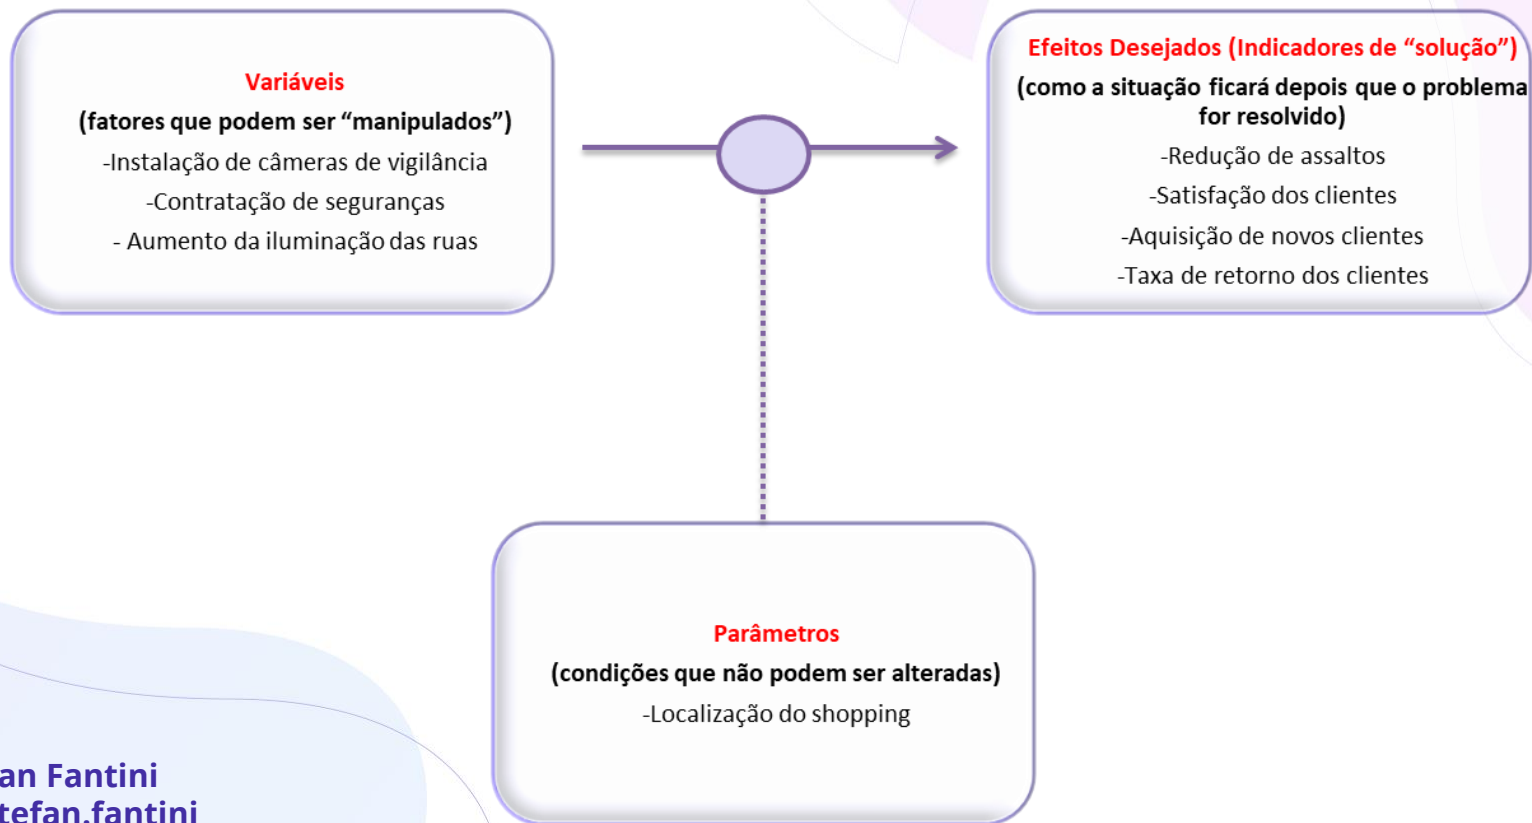 Variáveis
(fatores que podem ser “manipulados”)
-Instalação de câmeras de vigilância
-Contratação de seguranças
- Aumento da iluminação das ruas
Efeitos Desejados (Indicadores de “solução”)
(como a situação ficará depois que o problema
for resolvido)
-Redução de assaltos
-Satisfação dos clientes
-Aquisição de novos clientes
-Taxa de retorno dos clientes
Parâmetros
(condições que não podem ser alteradas)
-Localização do shopping
an Fantini
tefan.fantini